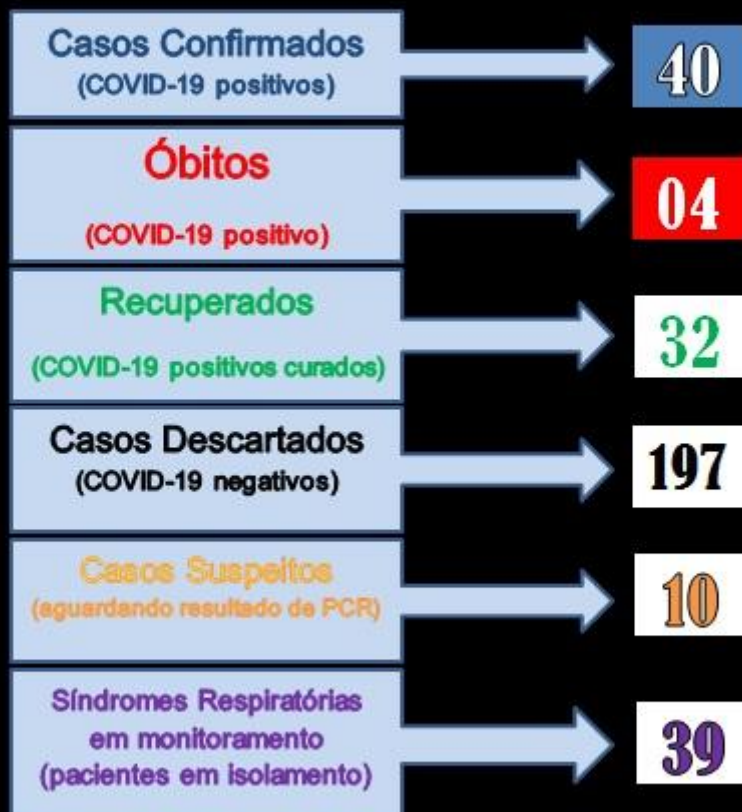 Casos Confirmados
(COVID-19 positivos)
40
Óbitos
(COVID-19 positivo)
04
Recuperados
(COVID-19 positivos curados)
32
Casos Descartados
(COVID-19 negativos)
197
Casos Suspeitos
(aguardando resultado de PCR)
10
Síndromes Respiratórias
em monitoramento
(pacientes em isolamento)
39